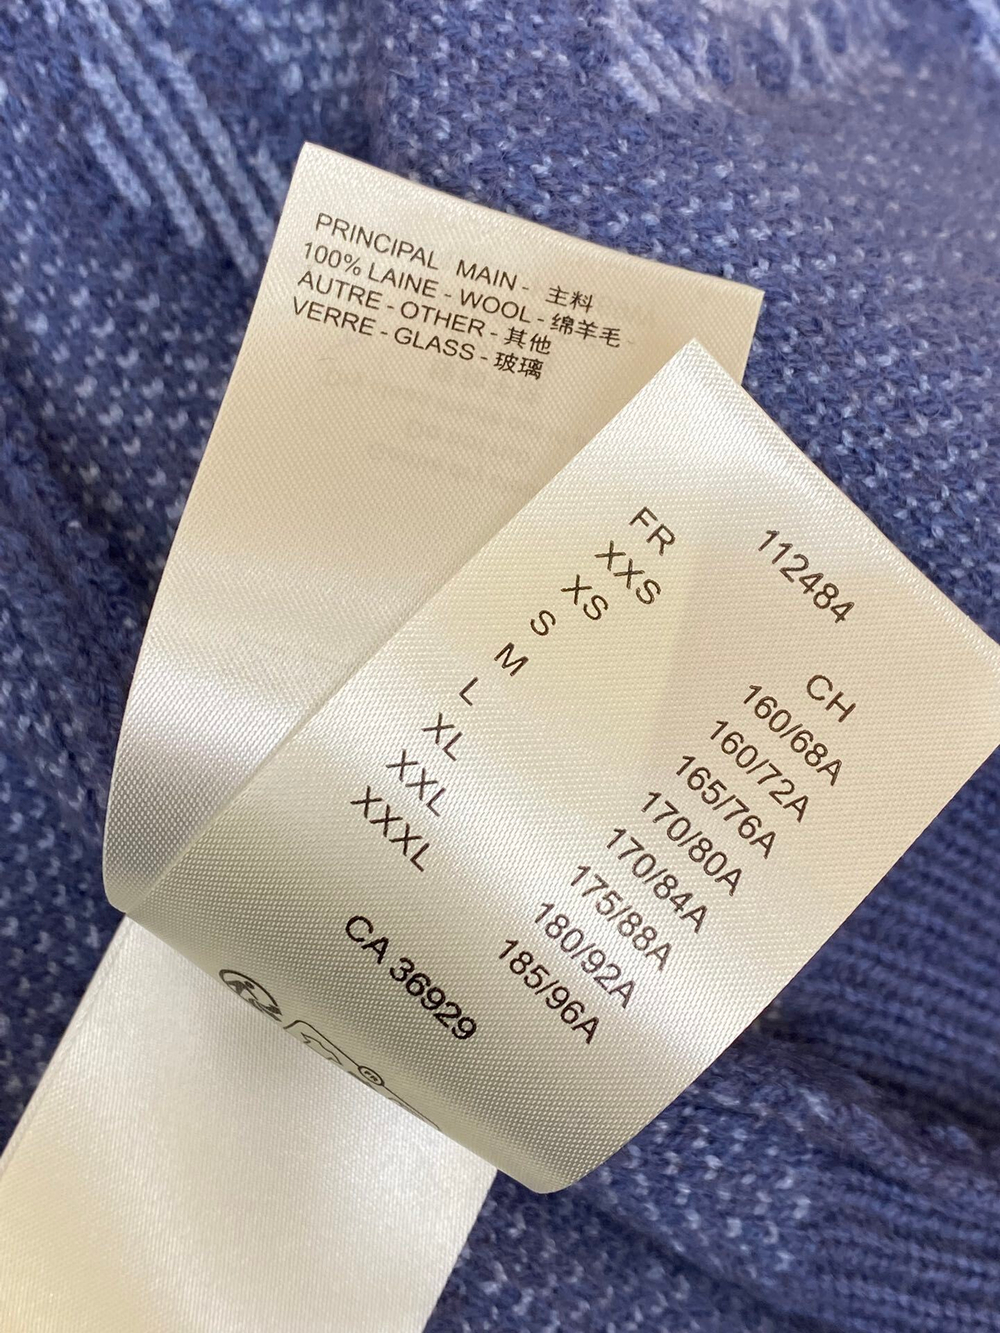 PRINCIPAL MAIN - 主料
100% LAINE - WOOL - 绵羊毛 -
AUTRE - OTHER - 其他
VERRE - GLASS - 玻璃
112484
FR CH
XXS 160/68A
XS 160/72A
S 165/76A
M 170/80A
L 170/84A
XL 175/88A
XXL 180/92A
XXXL 185/96A
CA 36929
FR